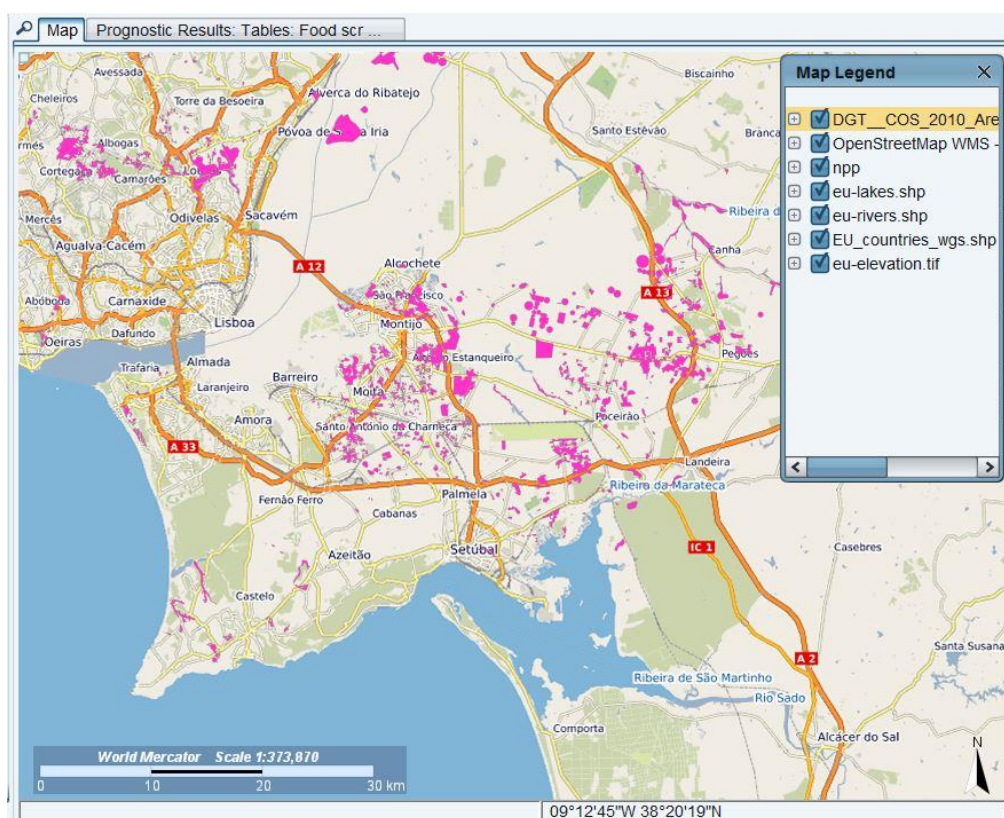 Map
Prognostic Results: Tables: Food scr ...
Map Legend
DGT__COS_2010_Are
OpenStreetMap WMS -
npp
eu-lakes.shp
eu-rivers.shp
EU_countries_wgs.shp
eu-elevation.tif
Avessada
Alverca do Ribatejo
Biscainho
Cheleiros
Torre da Besoeira
Póvoa de Santa Iria
Santo Estêvão
Branca
Albogas
Cortegaça
Camarões
Mercês
Odivelas
Sacavém
Ribeira d
Agualva-Cacém
Canha
A 12
Alcochete
Abóboda
Carnaxide
São Francisco
A 13
Lisboa
Montijo
Oeiras
Dafundo
Trafaria
Almada
Estanqueiro
Pegões
Laranjeiro
Barreiro
Moita
Amora
Santo António da Charneca
Poceirão
A 33
Landeira
Fernão Ferro
Palmela
Ribeira da Marateca
Cabanas
Azeitão
Setúbal
IC 1
Casebres
Castelo
A 2
Santa Susana
Ribeira de São Martinho
Rio Sado
Comporta
Alcácer do Sal
World Mercator Scale 1:373,870
0 10 20 30 km
N
09°12'45"W 38°20'19"N